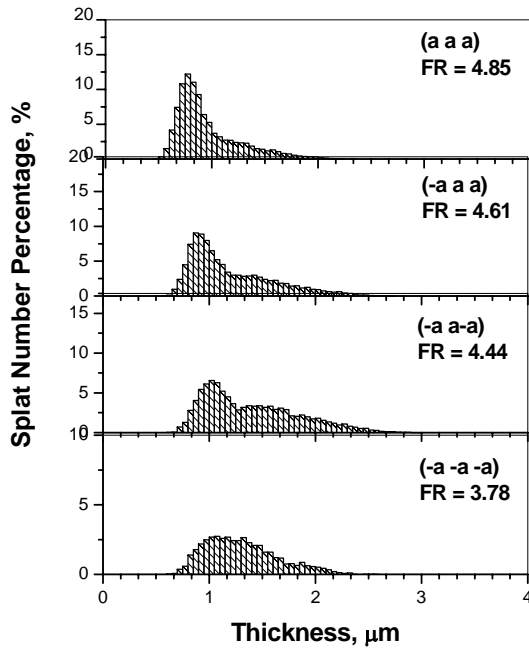 Splat Number Percentage, %
20
15
10
5
0
(a a a)
FR = 4.85
20
15
10
5
0
(-a a a)
FR = 4.61
15
10
5
0
(-a a-a)
FR = 4.44
10
5
0
(-a -a -a)
FR = 3.78
0 1 2 3 4
Thickness, μm